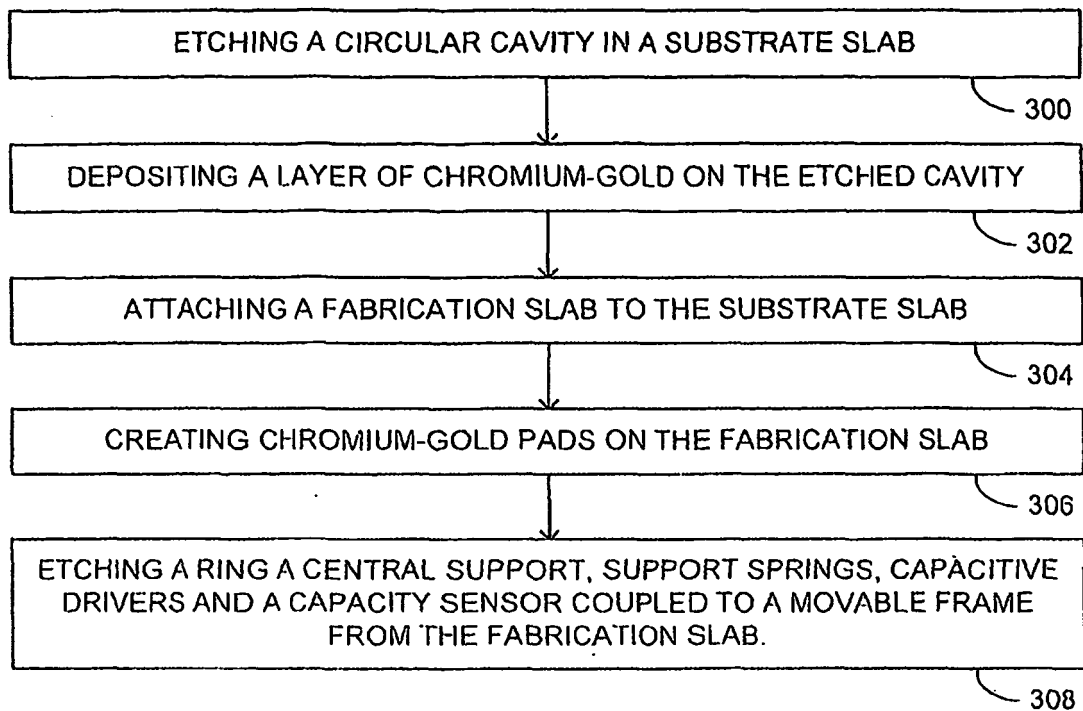 ETCHING A CIRCULAR CAVITY IN A SUBSTRATE SLAB
300
DEPOSITING A LAYER OF CHROMIUM-GOLD ON THE ETCHED CAVITY
302
ATTACHING A FABRICATION SLAB TO THE SUBSTRATE SLAB
304
CREATING CHROMIUM-GOLD PADS ON THE FABRICATION SLAB
306
ETCHING A RING A CENTRAL SUPPORT, SUPPORT SPRINGS, CAPACITIVE
DRIVERS AND A CAPACITY SENSOR COUPLED TO A MOVABLE FRAME
FROM THE FABRICATION SLAB.
308